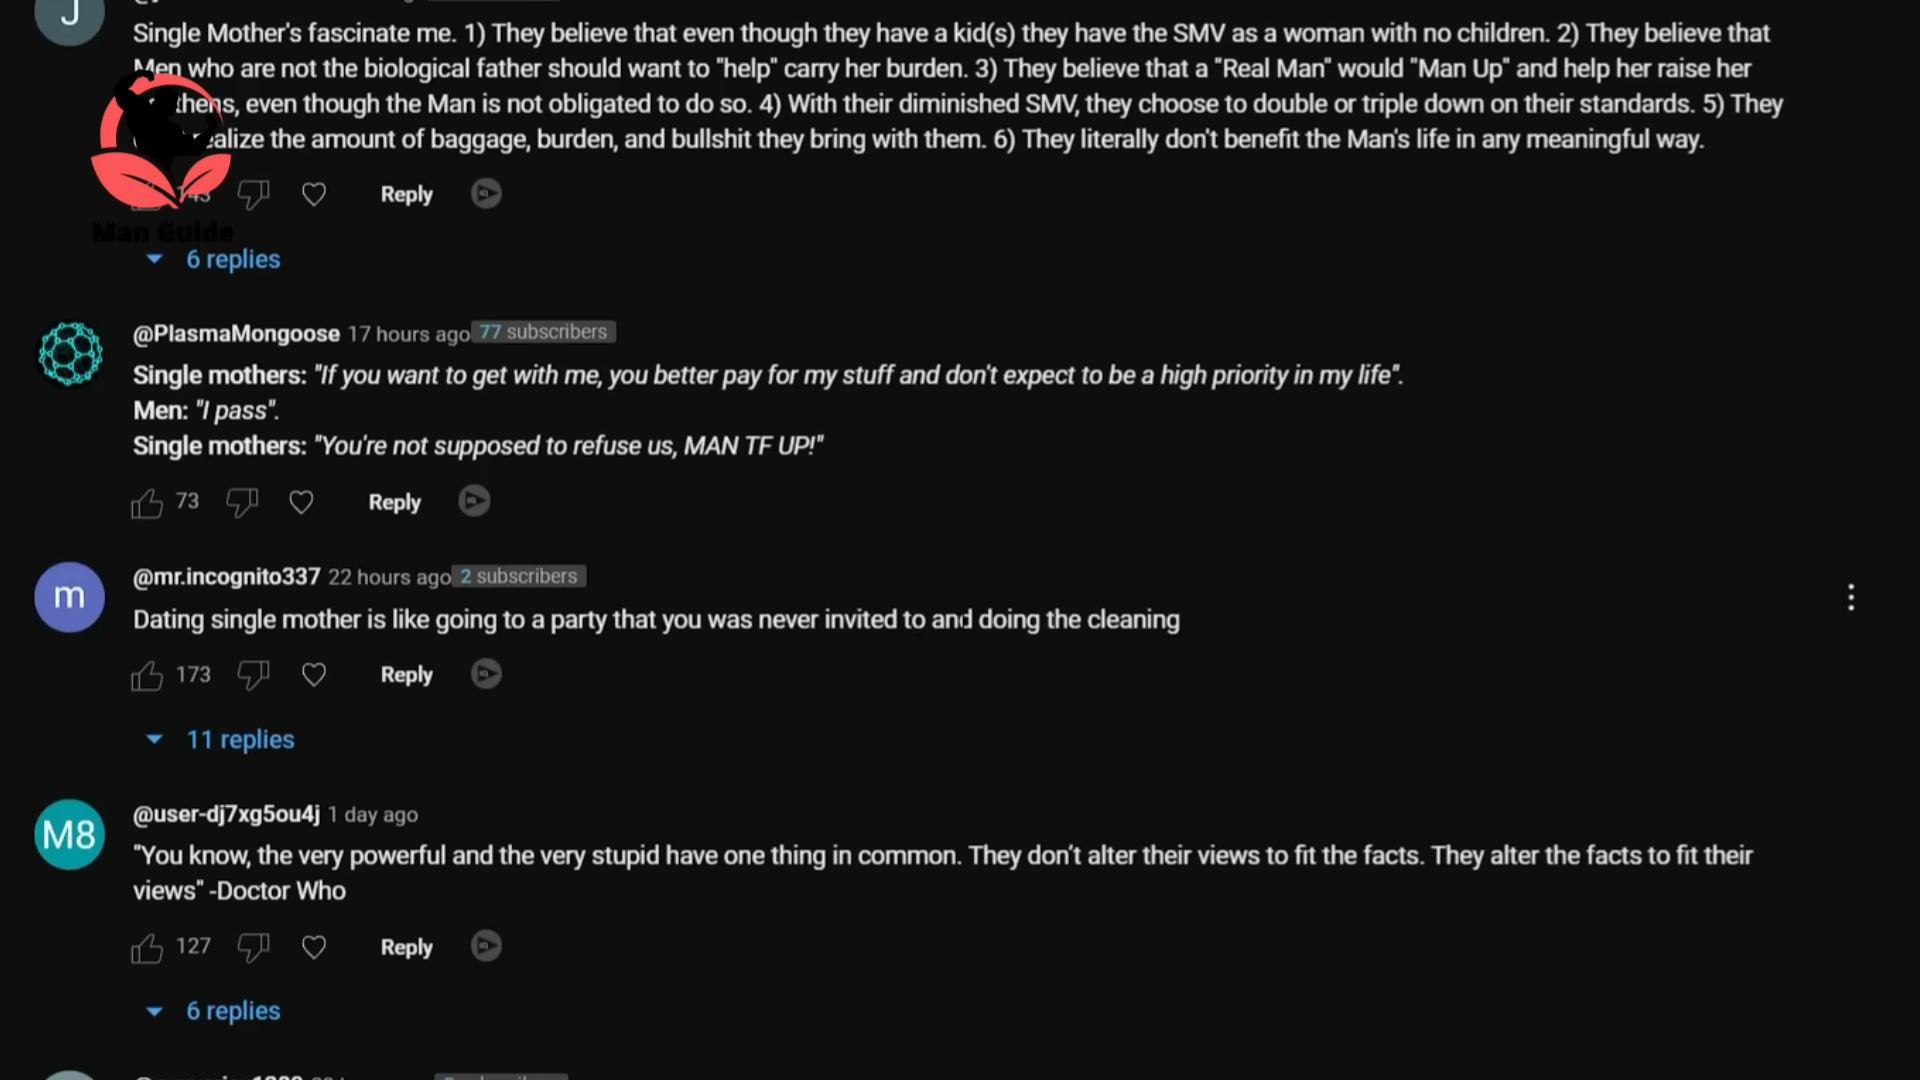 J
Single Mother's fascinate me. 1) They believe that even though they have a kid(s) they have the SMV as a woman with no children. 2) They believe that
Men who are not the biological father should want to "help" carry her burden. 3) They believe that a "Real Man" would "Man Up" and help her raise her
even though the Man is not obligated to do so. 4) With their diminished SMV, they choose to double or triple down on their standards. 5) They
the amount of baggage, burden, and bullshit they bring with them. 6) They literally don't benefit the Man's life in any meaningful way.
143 Reply
Man Guide
6 replies
@PlasmaMongoose 17 hours ago 77 subscribers
Single mothers: "If you want to get with me, you better pay for my stuff and don't expect to be a high priority in my life".
Men: "I pass".
Single mothers: "You're not supposed to refuse us, MAN TF UP!"
73 Reply
m
@mr.incognito337 22 hours ago 2 subscribers
Dating single mother is like going to a party that you was never invited to and doing the cleaning
173 Reply
11 replies
M8
@user-dj7xg5ou4j 1 day ago
"You know, the very powerful and the very stupid have one thing in common. They don't alter their views to fit the facts. They alter the facts to fit their
views" -Doctor Who
127 Reply
6 replies